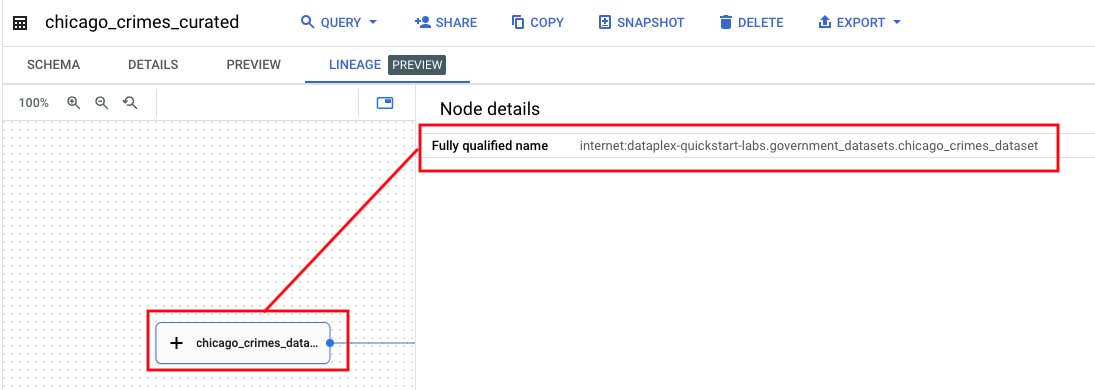 chicago_crimes_curated QUERY SHARE COPY SNAPSHOT DELETE EXPORT
SCHEMA DETAILS PREVIEW LINEAGE PREVIEW
100%
Node details
Fully qualified name internet:dataplex-quickstart-labs.government_datasets.chicago_crimes_dataset
chicago_crimes_data...